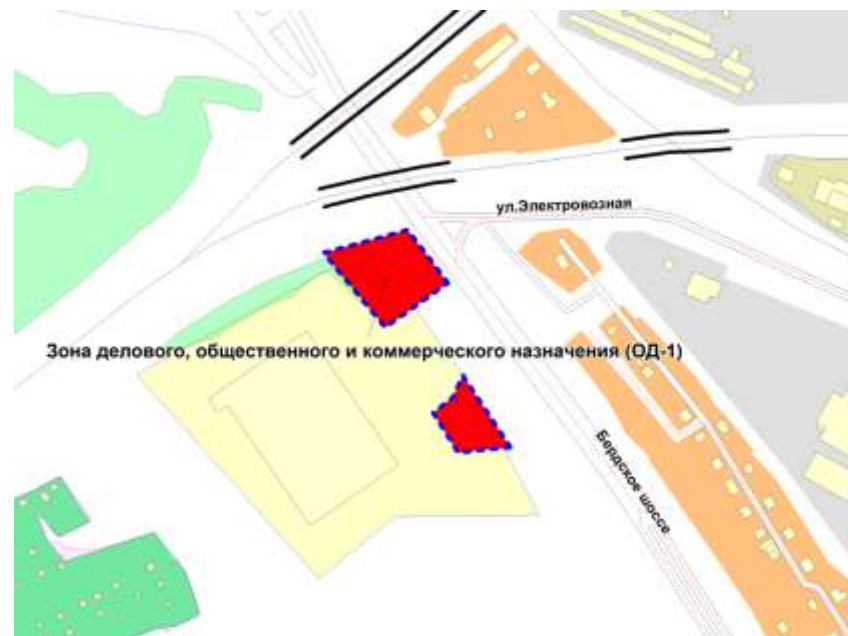 ул.Электровозная
Зона делового, общественного и коммерческого назначения (ОД-1)
Бердское шоссе